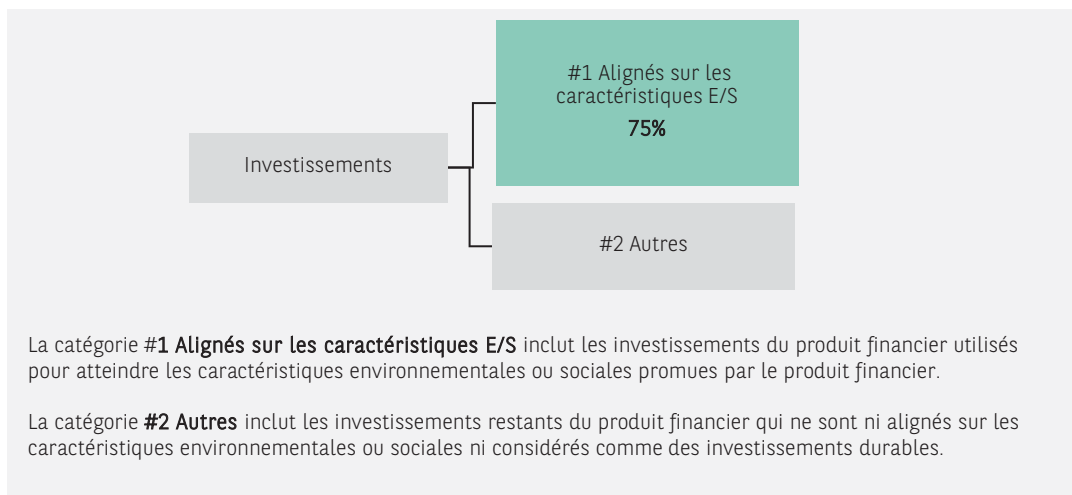 #1 Alignés sur les
caractéristiques E/S
75%
Investissements
#2 Autres
La catégorie #1 Alignés sur les caractéristiques E/S inclut les investissements du produit financier utilisés
pour atteindre les caractéristiques environnementales ou sociales promues par le produit financier.
La catégorie #2 Autres inclut les investissements restants du produit financier qui ne sont ni alignés sur les
caractéristiques environnementales ou sociales ni considérés comme des investissements durables.